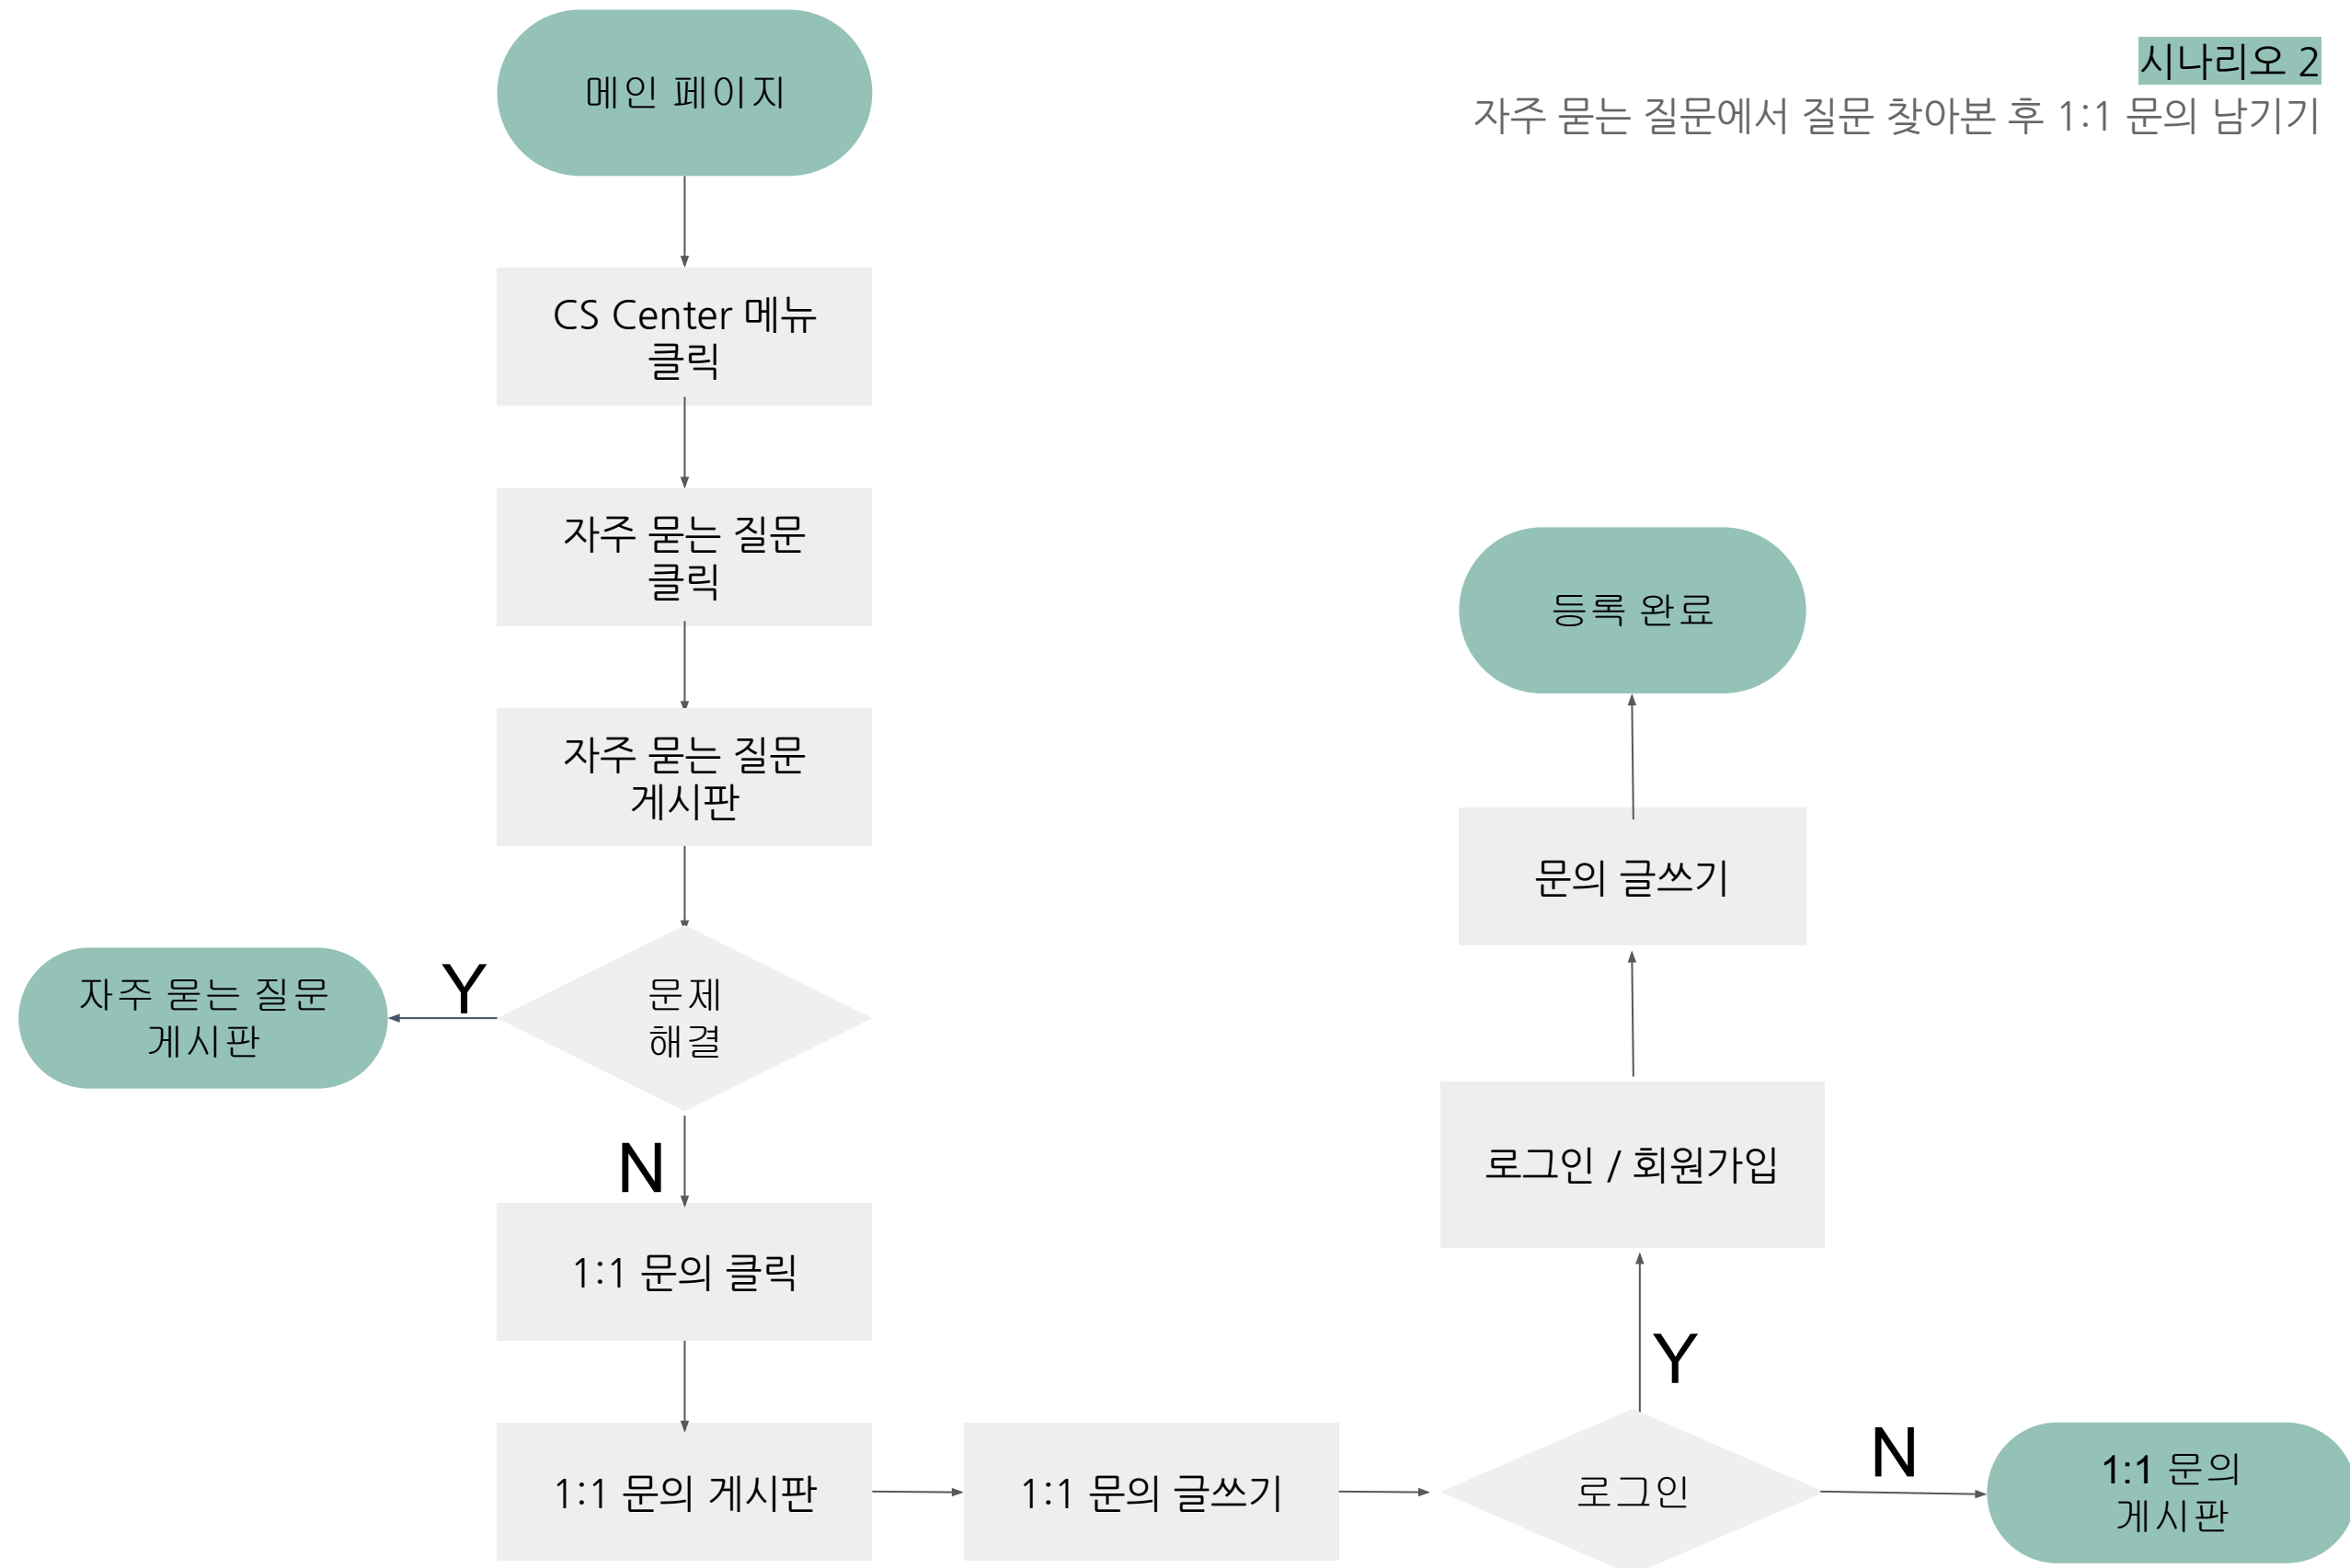 시나리오 2
자주 묻는 질문에서 질문 찾아본 후 1:1 문의 남기기
메인 페이지
CS Center 메뉴
클릭
자주 묻는 질문
클릭
자주 묻는 질문
게시판
문제
해결
Y
자주 묻는 질문
게시판
N
1:1 문의 클릭
1:1 문의 게시판
1:1 문의 글쓰기
로그인
Y
로그인 / 회원가입
문의 글쓰기
등록 완료
N
1:1 문의
게시판